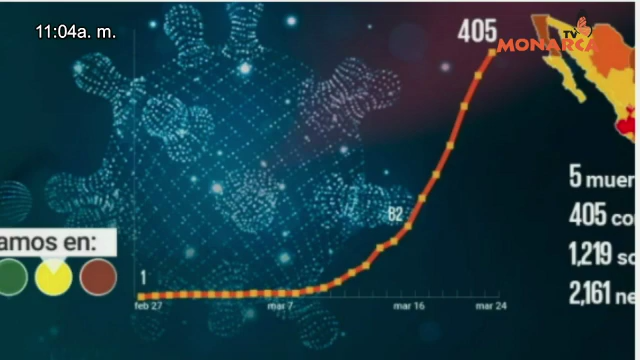 11:04a. m.
405
TV
MONARCA
82
amos en:
1
feb 27
mar 7
mar 16
mar 24
5 muer
405 co
1,219 so
2,161 ne